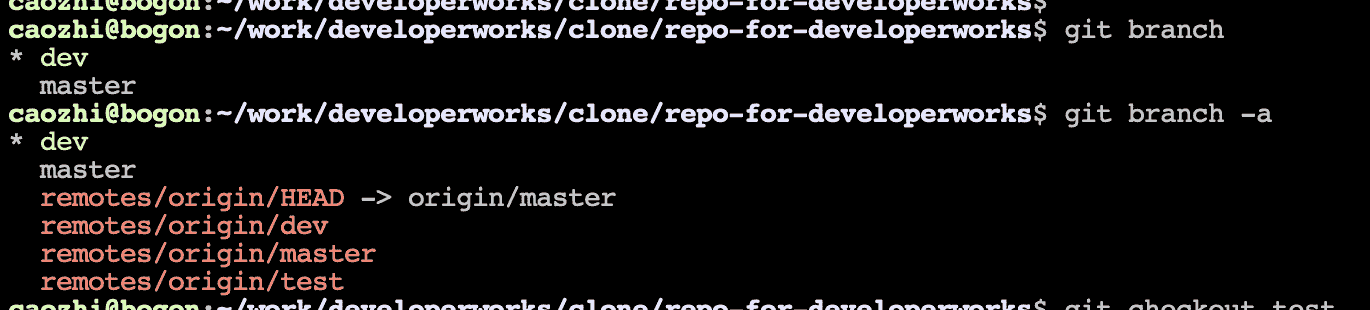 caozhi@bogon:~/work/developerworks/clone/repo-for-developerworks$
caozhi@bogon:~/work/developerworks/clone/repo-for-developerworks$ git branch
* dev
  master
caozhi@bogon:~/work/developerworks/clone/repo-for-developerworks$ git branch -a
* dev
  master
  remotes/origin/HEAD -> origin/master
  remotes/origin/dev
  remotes/origin/master
  remotes/origin/test
caozhi@bogon:~/work/developerworks/clone/repo-for-developerworks$ git checkout test